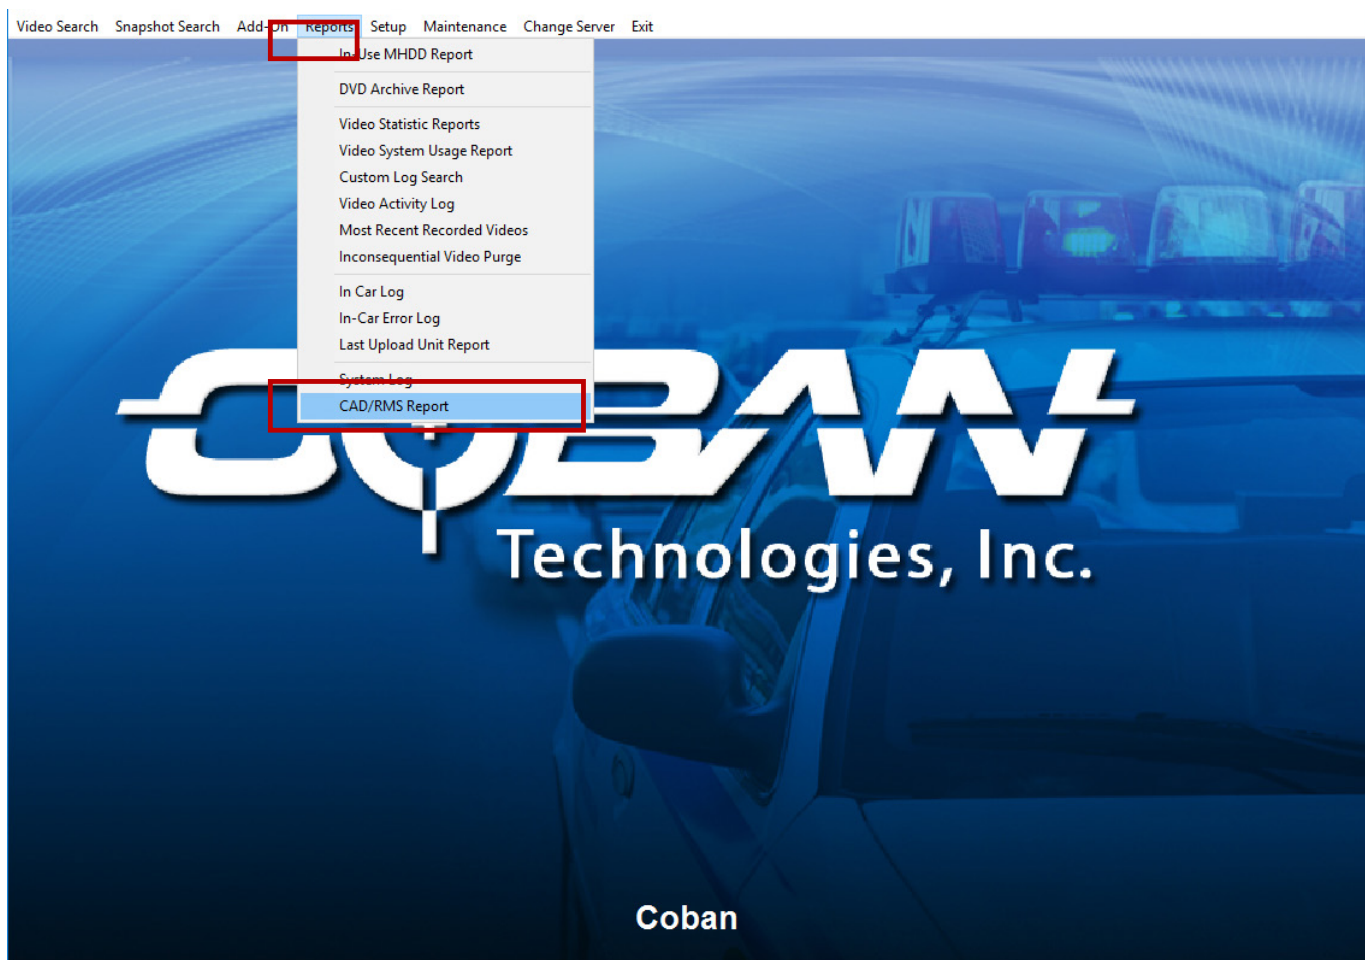 Video Search Snapshot Search Add-On Reports Setup Maintenance Change Server Exit
In-Use MHDD Report
DVD Archive Report
Video Statistic Reports
Video System Usage Report
Custom Log Search
Video Activity Log
Most Recent Recorded Videos
Inconsequential Video Purge
In Car Log
In-Car Error Log
Last Upload Unit Report
System Log
CAD/RMS Report
COBAN
Technologies, Inc.
Coban